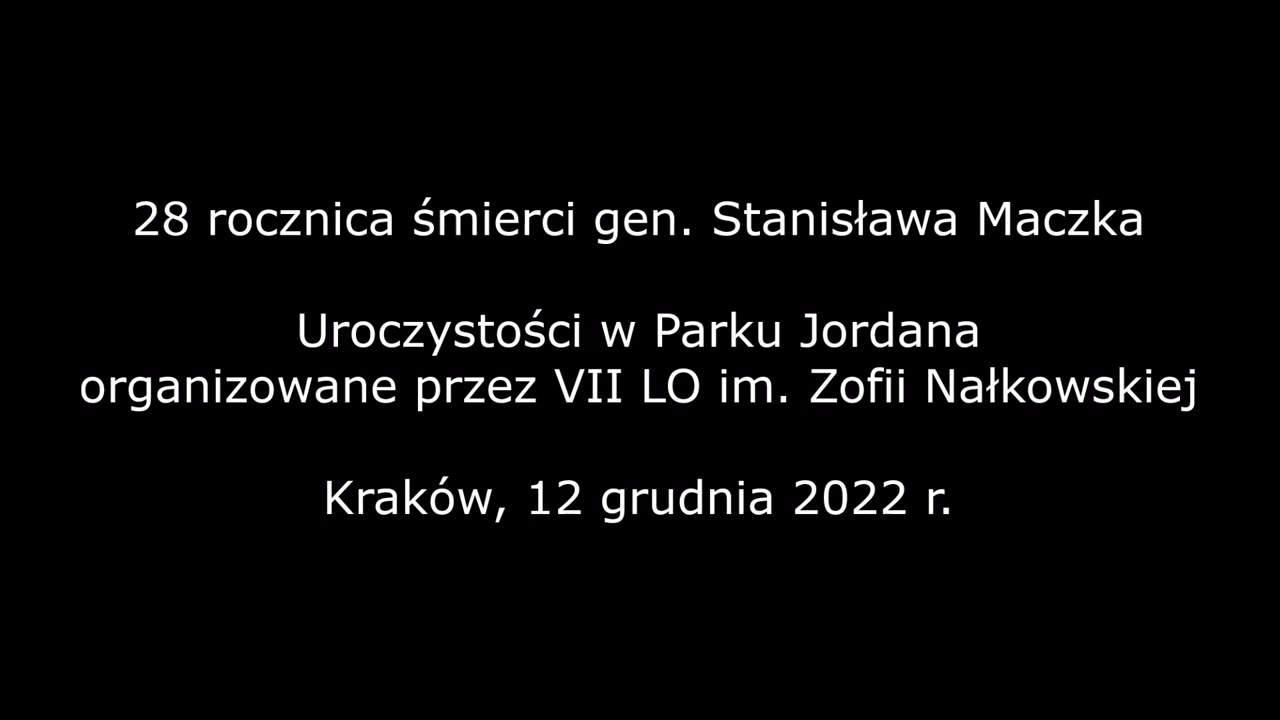 28 rocznica śmierci gen. Stanisława Maczka
Uroczystości w Parku Jordana
organizowane przez VII LO im. Zofii Nałkowskiej
Kraków, 12 grudnia 2022 r.